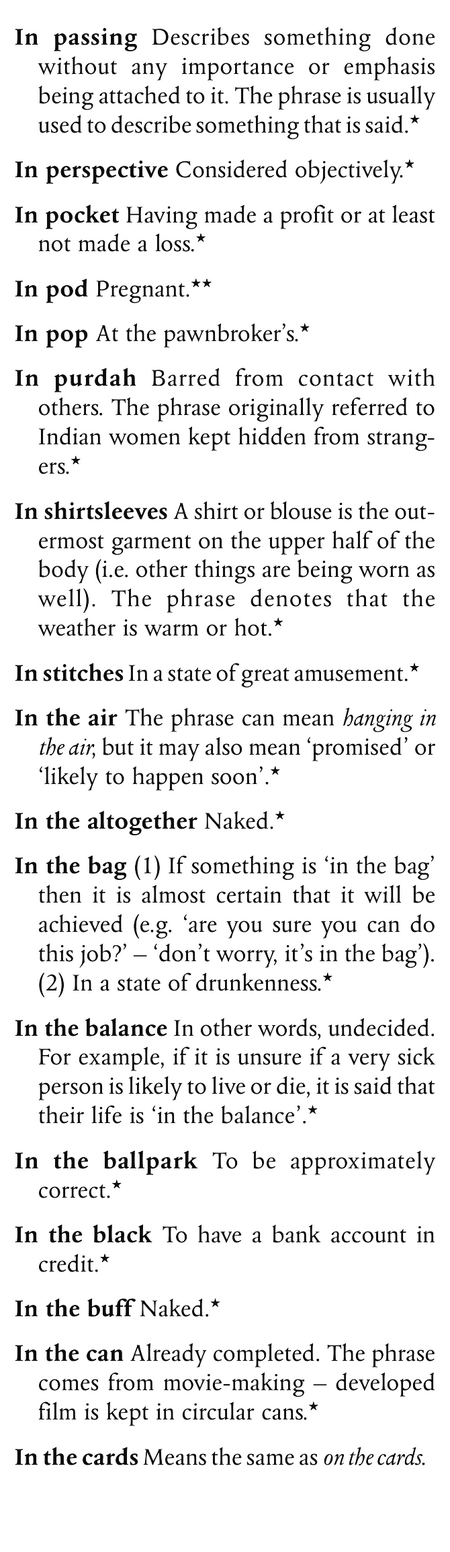 In passing Describes something done
without any importance or emphasis
being attached to it. The phrase is usually
used to describe something that is said.★
In perspective Considered objectively.★
In pocket Having made a profit or at least
not made a loss.★
In pod Pregnant.★★
In pop At the pawnbroker's.★
In purdah Barred from contact with
others. The phrase originally referred to
Indian women kept hidden from strang-
ers.★
In shirtsleeves A shirt or blouse is the out-
ermost garment on the upper half of the
body (i.e. other things are being worn as
well). The phrase denotes that the
weather is warm or hot.★
In stitches In a state of great amusement.★
In the air The phrase can mean hanging in
the air, but it may also mean 'promised' or
'likely to happen soon'.★
In the altogether Naked.★
In the bag (1) If something is 'in the bag'
then it is almost certain that it will be
achieved (e.g. 'are you sure you can do
this job?' – 'don't worry, it's in the bag').
(2) In a state of drunkenness.★
In the balance In other words, undecided.
For example, if it is unsure if a very sick
person is likely to live or die, it is said that
their life is 'in the balance'.★
In the ballpark To be approximately
correct.★
In the black To have a bank account in
credit.★
In the buff Naked.★
In the can Already completed. The phrase
comes from movie-making – developed
film is kept in circular cans.★
In the cards Means the same as on the cards.